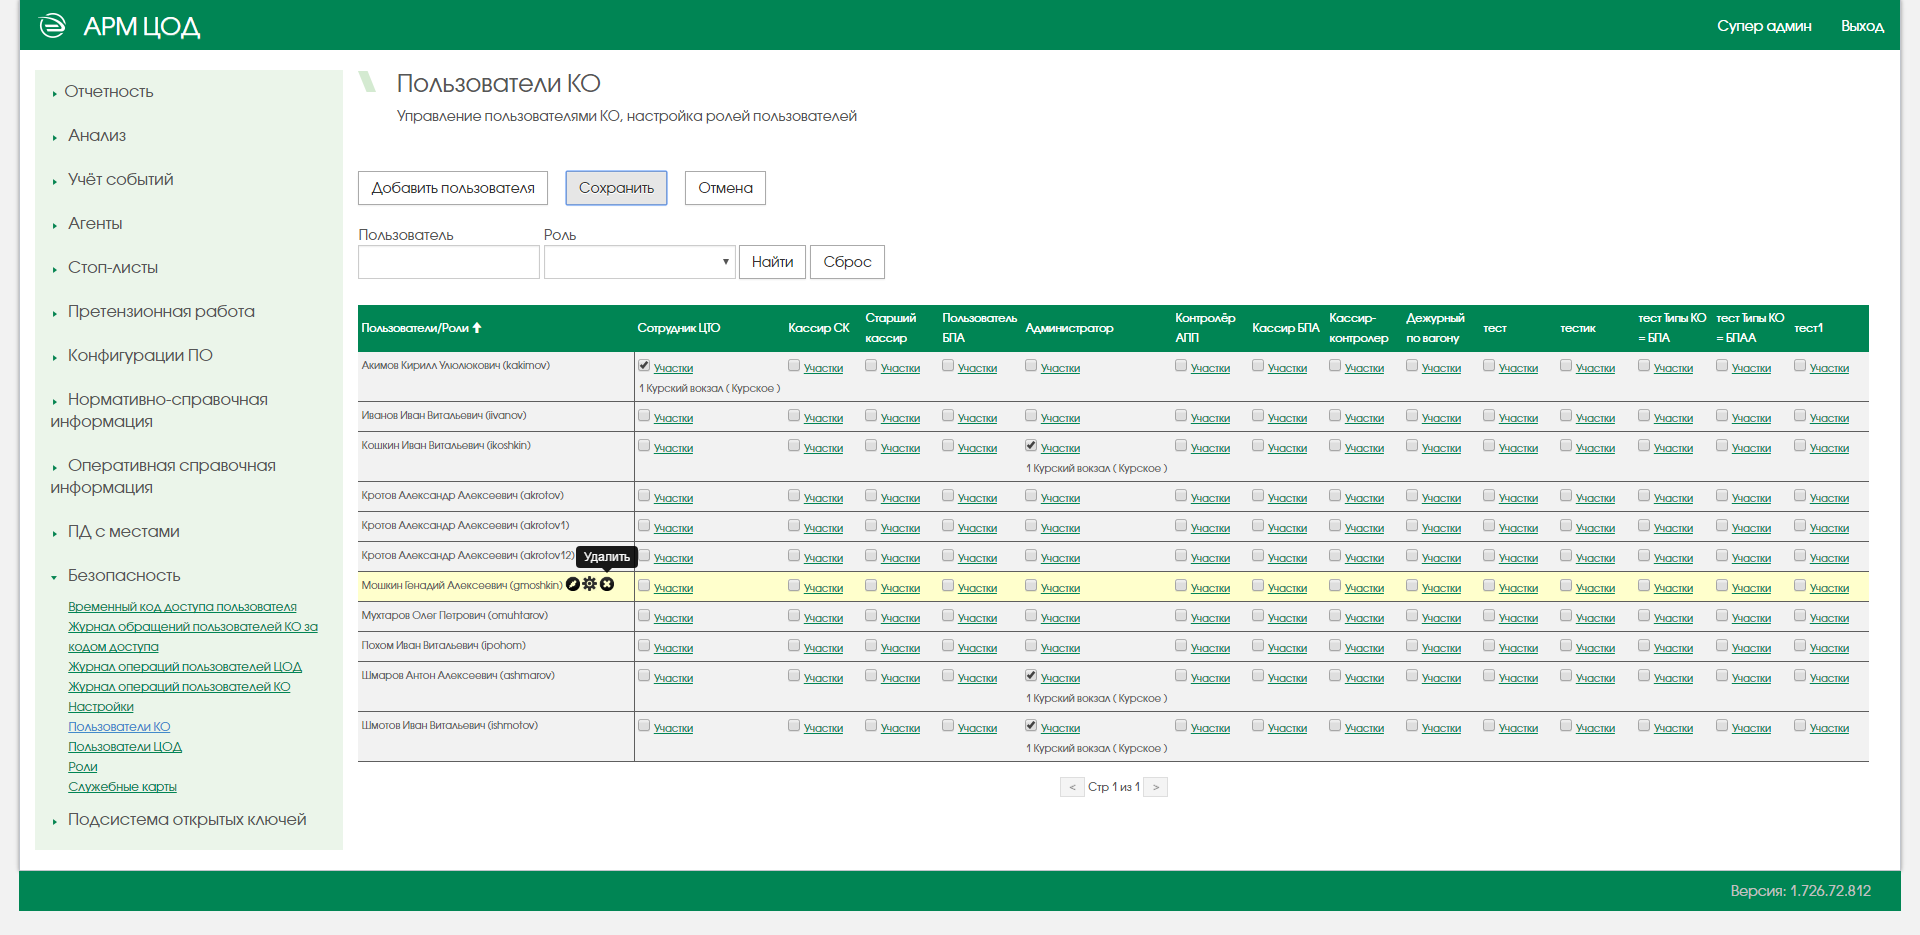 АРМ ЦОД
Супер админ Выход
Отчетность
Анализ
Учёт событий
Агенты
Стоп-листы
Претензионная работа
Конфигурации ПО
Нормативно-справочная
информация
Оперативная справочная
информация
ПД с местами
Безопасность
Временный код доступа пользователя
Журнал обращений пользователей КО за
кодом доступа
Журнал операций пользователей ЦОД
Журнал операций пользователей КО
Настройки
Пользователи КО
Пользователи ЦОД
Роли
Служебные карты
Подсистема открытых ключей
Пользователи КО
Управление пользователями КО, настройка ролей пользователей
Добавить пользователя Сохранить Отмена
Пользователь Роль
Найти Сброс
Пользователи/Роли Сотрудник ЦТО Кассир СК Старший кассир Пользователь БПА Администратор Контролёр АПП Кассир БПА Кассир-контролер Дежурный по вагону тест тестик тест Типы КО = БПА тест Типы КО = БПАА тест1
Акимов Кирилл Улюлюкович (kakimov) Участки Участки Участки Участки Участки Участки Участки Участки Участки Участки Участки Участки Участки Участки
1 Курский вокзал ( Курское )
Иванов Иван Витальевич (iivanov) Участки Участки Участки Участки Участки Участки Участки Участки Участки Участки Участки Участки Участки Участки
Кошкин Иван Витальевич (ikoshkin) Участки Участки Участки Участки Участки Участки Участки Участки Участки Участки Участки Участки Участки Участки
1 Курский вокзал ( Курское )
Кротов Александр Алексеевич (akrotov) Участки Участки Участки Участки Участки Участки Участки Участки Участки Участки Участки Участки Участки Участки
Кротов Александр Алексеевич (akrotov1) Участки Участки Участки Участки Участки Участки Участки Участки Участки Участки Участки Участки Участки Участки
Кротов Александр Алексеевич (akrotov12) Удалить Участки Участки Участки Участки Участки Участки Участки Участки Участки Участки Участки Участки Участки Участки
Мошкин Генадий Алексеевич (gmoshkin) Участки Участки Участки Участки Участки Участки Участки Участки Участки Участки Участки Участки Участки Участки
Мухтаров Олег Петрович (omuhtarov) Участки Участки Участки Участки Участки Участки Участки Участки Участки Участки Участки Участки Участки Участки
Похом Иван Витальевич (ipohom) Участки Участки Участки Участки Участки Участки Участки Участки Участки Участки Участки Участки Участки Участки
Шмаров Антон Алексеевич (ashmarov) Участки Участки Участки Участки Участки Участки Участки Участки Участки Участки Участки Участки Участки Участки
1 Курский вокзал ( Курское )
Шмотов Иван Витальевич (ishmotov) Участки Участки Участки Участки Участки Участки Участки Участки Участки Участки Участки Участки Участки Участки
1 Курский вокзал ( Курское )
< Стр 1 из 1 >
Версия: 1.726.72.812